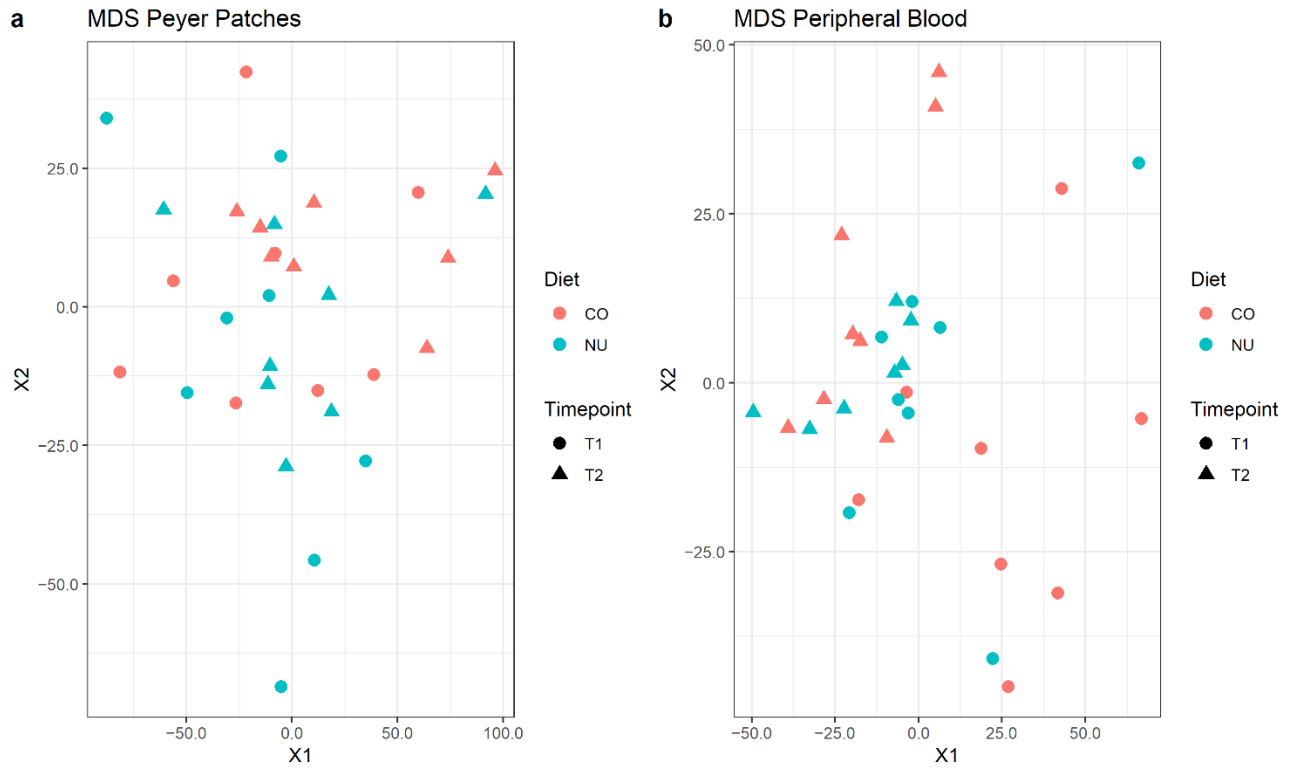 a MDS Peyer Patches
25.0
0.0
−25.0
−50.0
X2
−50.0 0.0 50.0 100.0
X1
Diet
CO
NU
Timepoint
T1
T2
b MDS Peripheral Blood
50.0
25.0
0.0
−25.0
X2
−50.0 −25.0 0.0 25.0 50.0
X1
Diet
CO
NU
Timepoint
T1
T2